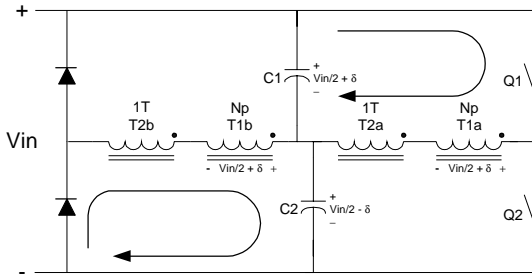 +
+
C1 Vin/2 + δ
–
Q1
1T
T2b
Np
T1b
1T
T2a
Np
T1a
Vin
- Vin/2 + δ +
- Vin/2 + δ +
+
C2 Vin/2 - δ
–
Q2
-